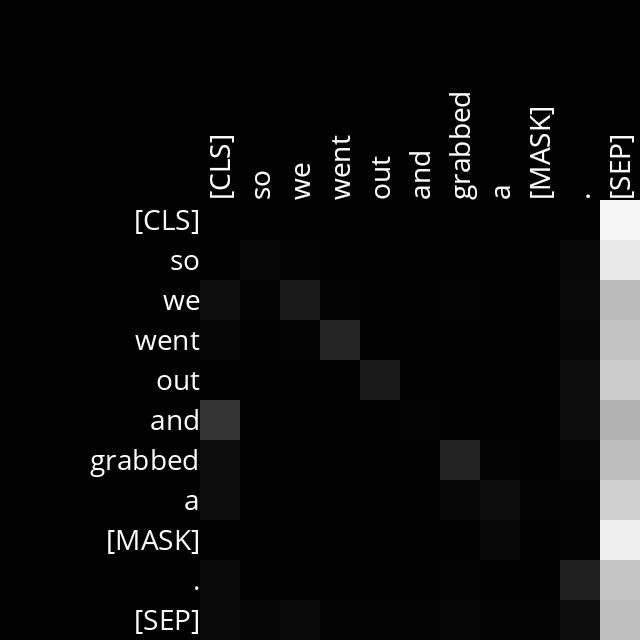 [CLS] so we went out and grabbed a [MASK] . [SEP]
[CLS]
so
we
went
out
and
grabbed
a
[MASK]
.
[SEP]